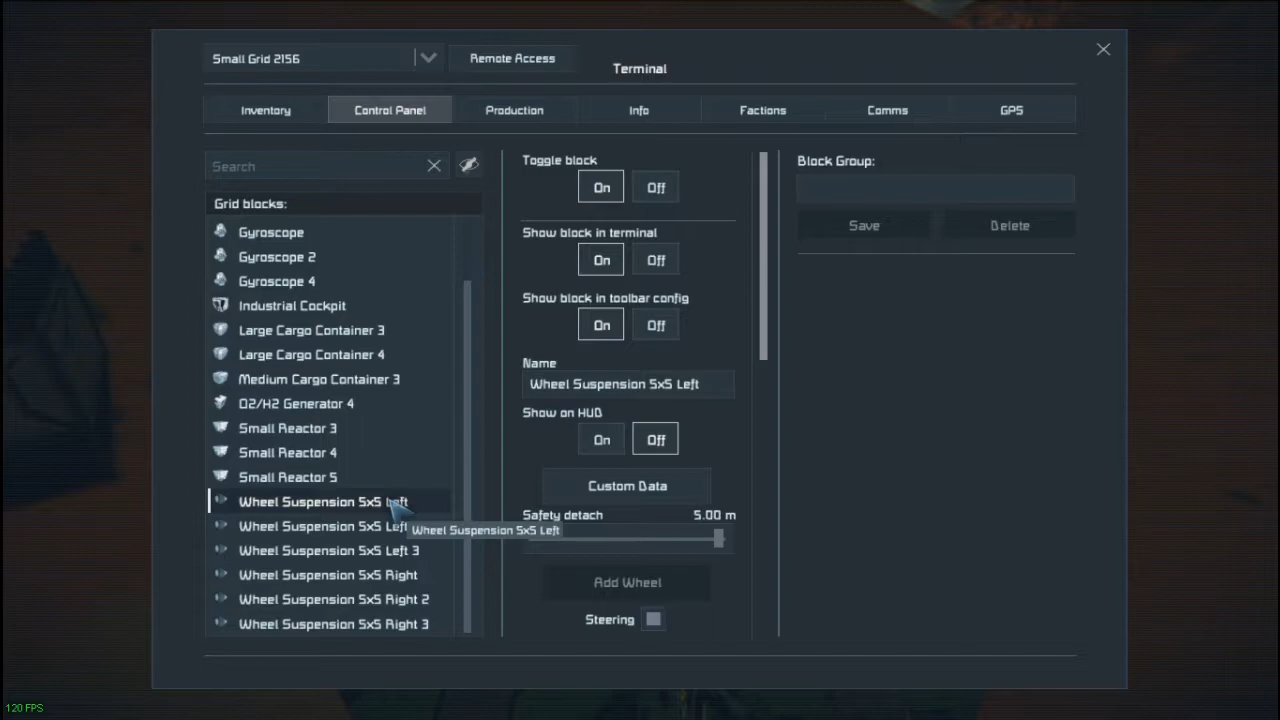 Small Grid 2156
Remote Access
Terminal
Inventory
Control Panel
Production
Info
Factions
Comms
GPS
Search
Grid blocks:
Gyroscope
Gyroscope 2
Gyroscope 4
Industrial Cockpit
Large Cargo Container 3
Large Cargo Container 4
Medium Cargo Container 3
O2/H2 Generator 4
Small Reactor 3
Small Reactor 4
Small Reactor 5
Wheel Suspension 5x5 Left
Wheel Suspension 5x5 Left
Wheel Suspension 5x5 Left
Wheel Suspension 5x5 Left 3
Wheel Suspension 5x5 Right
Wheel Suspension 5x5 Right 2
Wheel Suspension 5x5 Right 3
Toggle block
On Off
Show block in terminal
On Off
Show block in toolbar config
On Off
Name
Wheel Suspension 5x5 Left
Show on HUD
On Off
Custom Data
Safety detach 5.00 m
Add Wheel
Steering
Block Group:
Save Delete
120 FPS